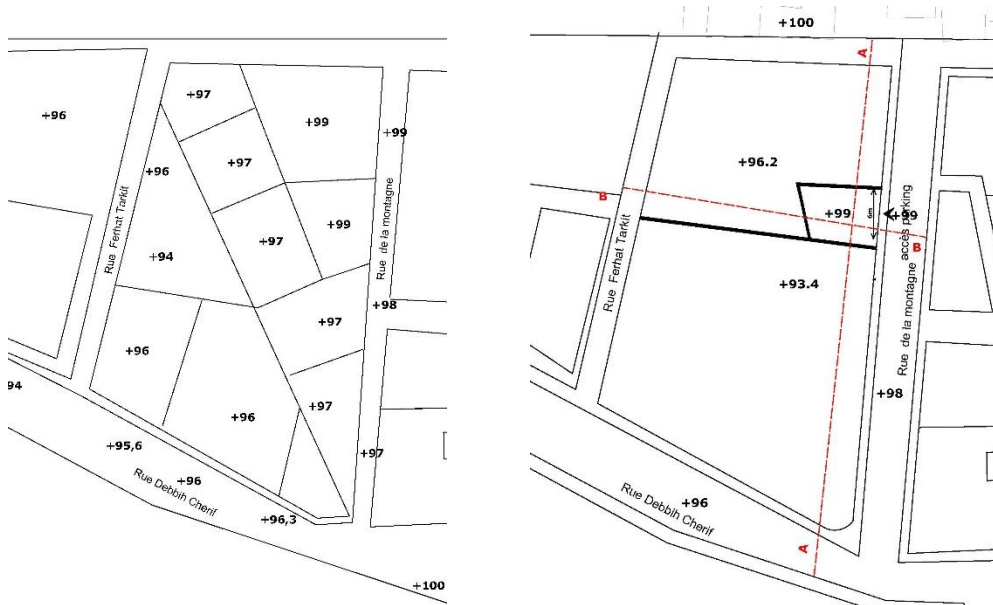 +97
+96
+99
+99
+96
+97
Rue Ferhat Tarkit
+99
+97
+94
Rue de la montagne
+98
+97
+96
94
+97
+96
+95,6
+97
+96
Rue Debbih Cherif
+96,3
+100
+100
A
+96.2
B
+99
+99
accès parking
B
Rue Ferhat Tarkit
+93.4
Rue de la montagne
+98
Rue Debbih Cherif
+96
A